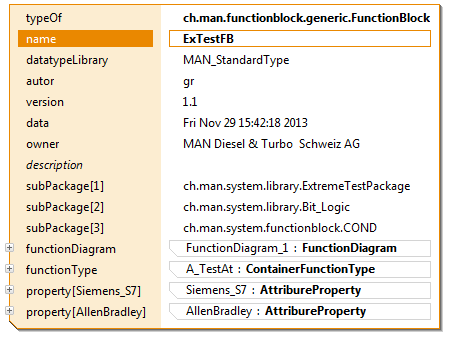 typeOf ch.man.functionblock.generic.FunctionBlock
name ExTestFB
datatypeLibrary MAN_StandardType
autor gr
version 1.1
data Fri Nov 29 15:42:18 2013
owner MAN Diesel & Turbo Schweiz AG
description
subPackage[1] ch.man.system.library.ExtremeTestPackage
subPackage[2] ch.man.system.library.Bit_Logic
subPackage[3] ch.man.system.functionblock.COND
functionDiagram FunctionDiagram_1 : FunctionDiagram
functionType A_TestAt : ContainerFunctionType
property[Siemens_S7] Siemens_S7 : AttribureProperty
property[AllenBradley] AllenBradley : AttribureProperty